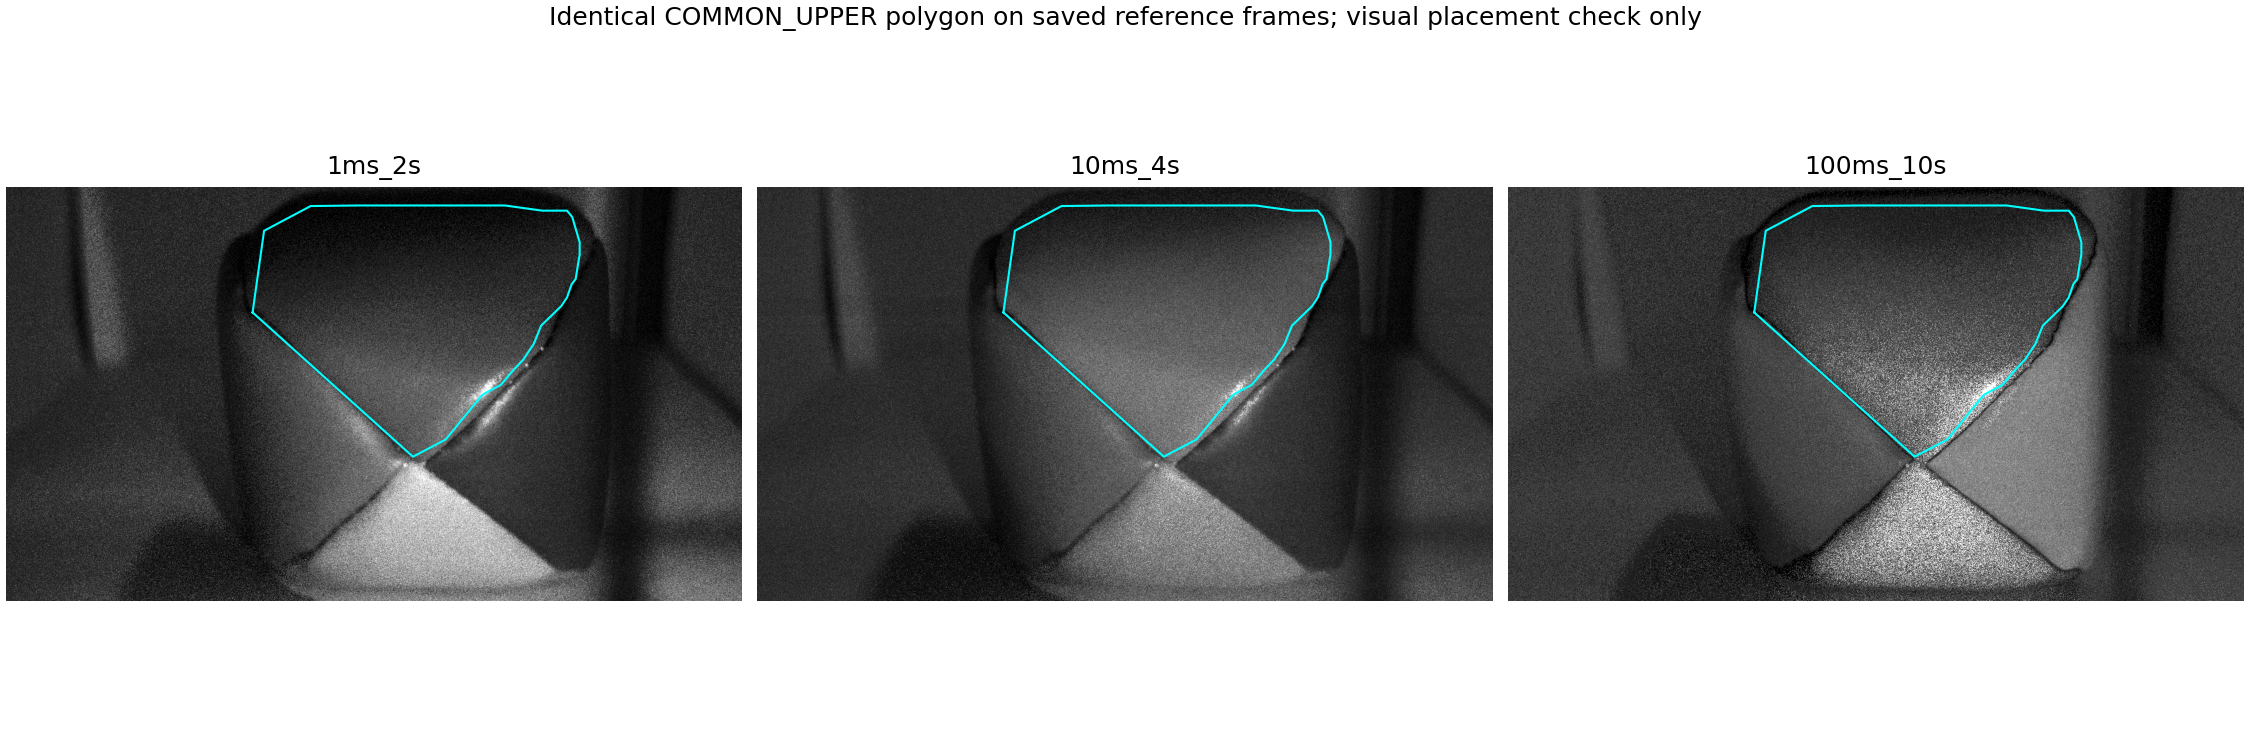 Identical COMMON_UPPER polygon on saved reference frames; visual placement check only
1ms_2s
10ms_4s
100ms_10s